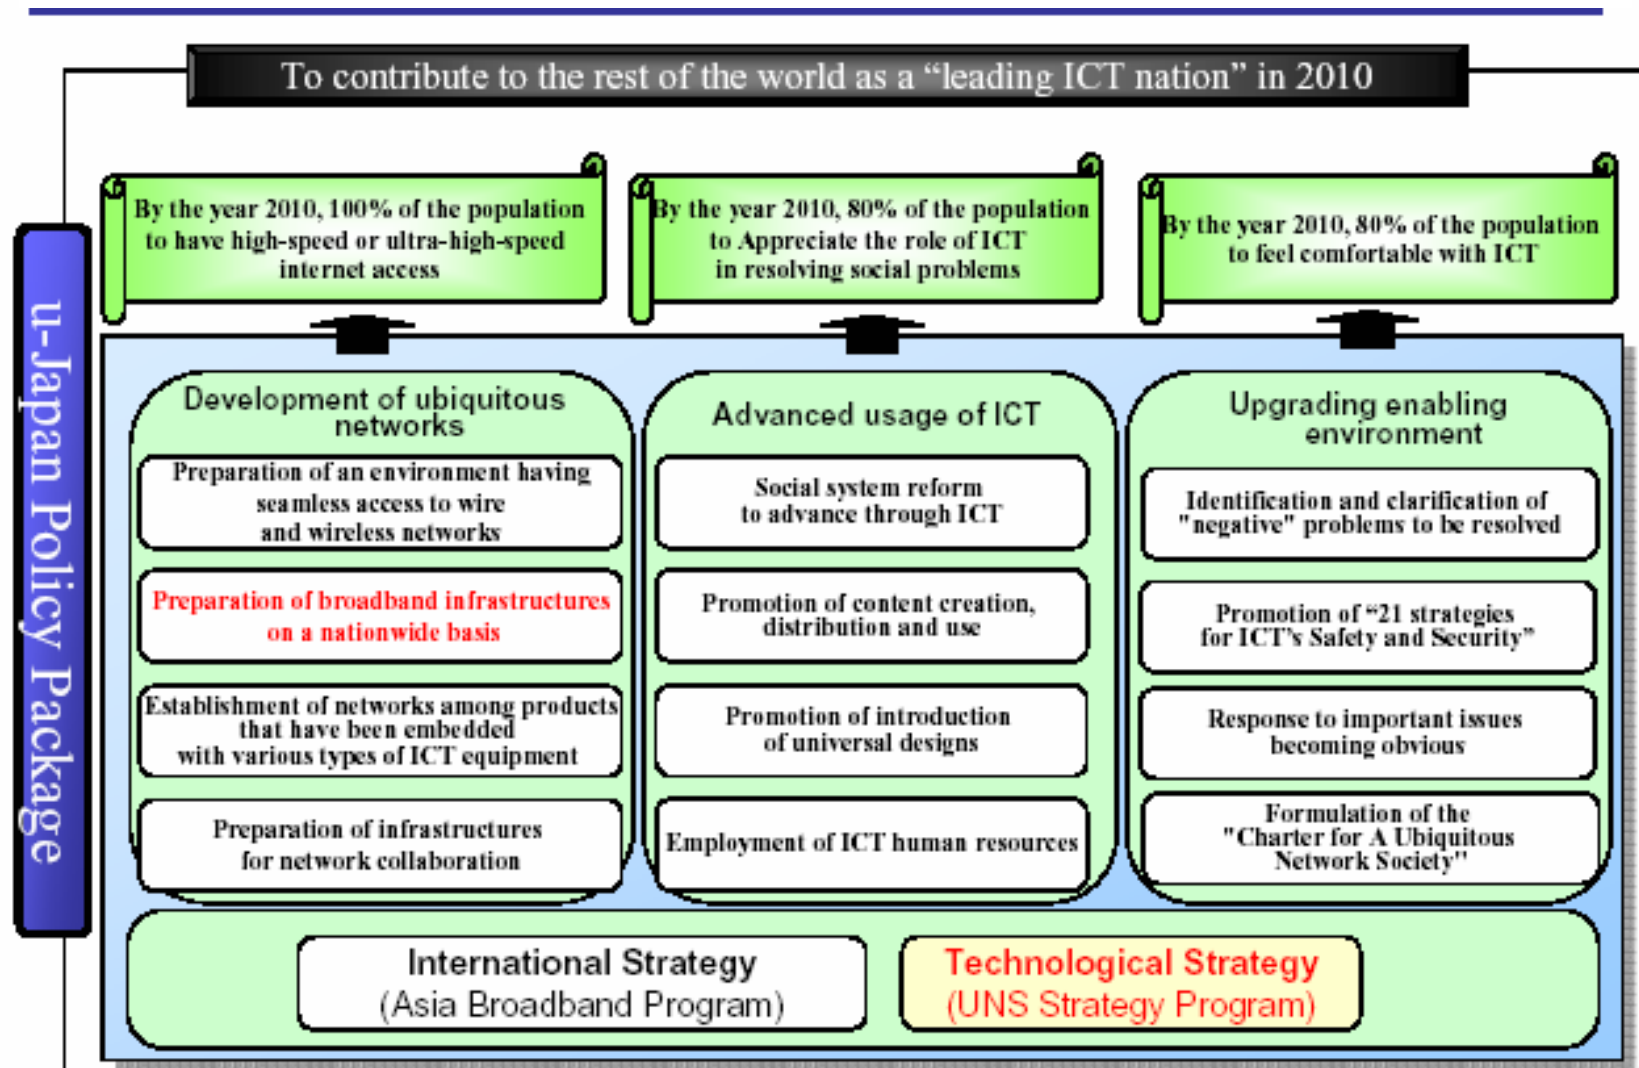 To contribute to the rest of the world as a “leading ICT nation” in 2010
By the year 2010, 100% of the population
to have high-speed or ultra-high-speed
internet access
By the year 2010, 80% of the population
to Appreciate the role of ICT
in resolving social problems
By the year 2010, 80% of the population
to feel comfortable with ICT
u-Japan Policy Package
Development of ubiquitous
networks
Preparation of an environment having
seamless access to wire
and wireless networks
Preparation of broadband infrastructures
on a nationwide basis
Establishment of networks among products
that have been embedded
with various types of ICT equipment
Preparation of infrastructures
for network collaboration
Advanced usage of ICT
Social system reform
to advance through ICT
Promotion of content creation,
distribution and use
Promotion of introduction
of universal designs
Employment of ICT human resources
Upgrading enabling
environment
Identification and clarification of
"negative" problems to be resolved
Promotion of “21 strategies
for ICT’s Safety and Security”
Response to important issues
becoming obvious
Formulation of the
"Charter for A Ubiquitous
Network Society"
International Strategy
(Asia Broadband Program)
Technological Strategy
(UNS Strategy Program)